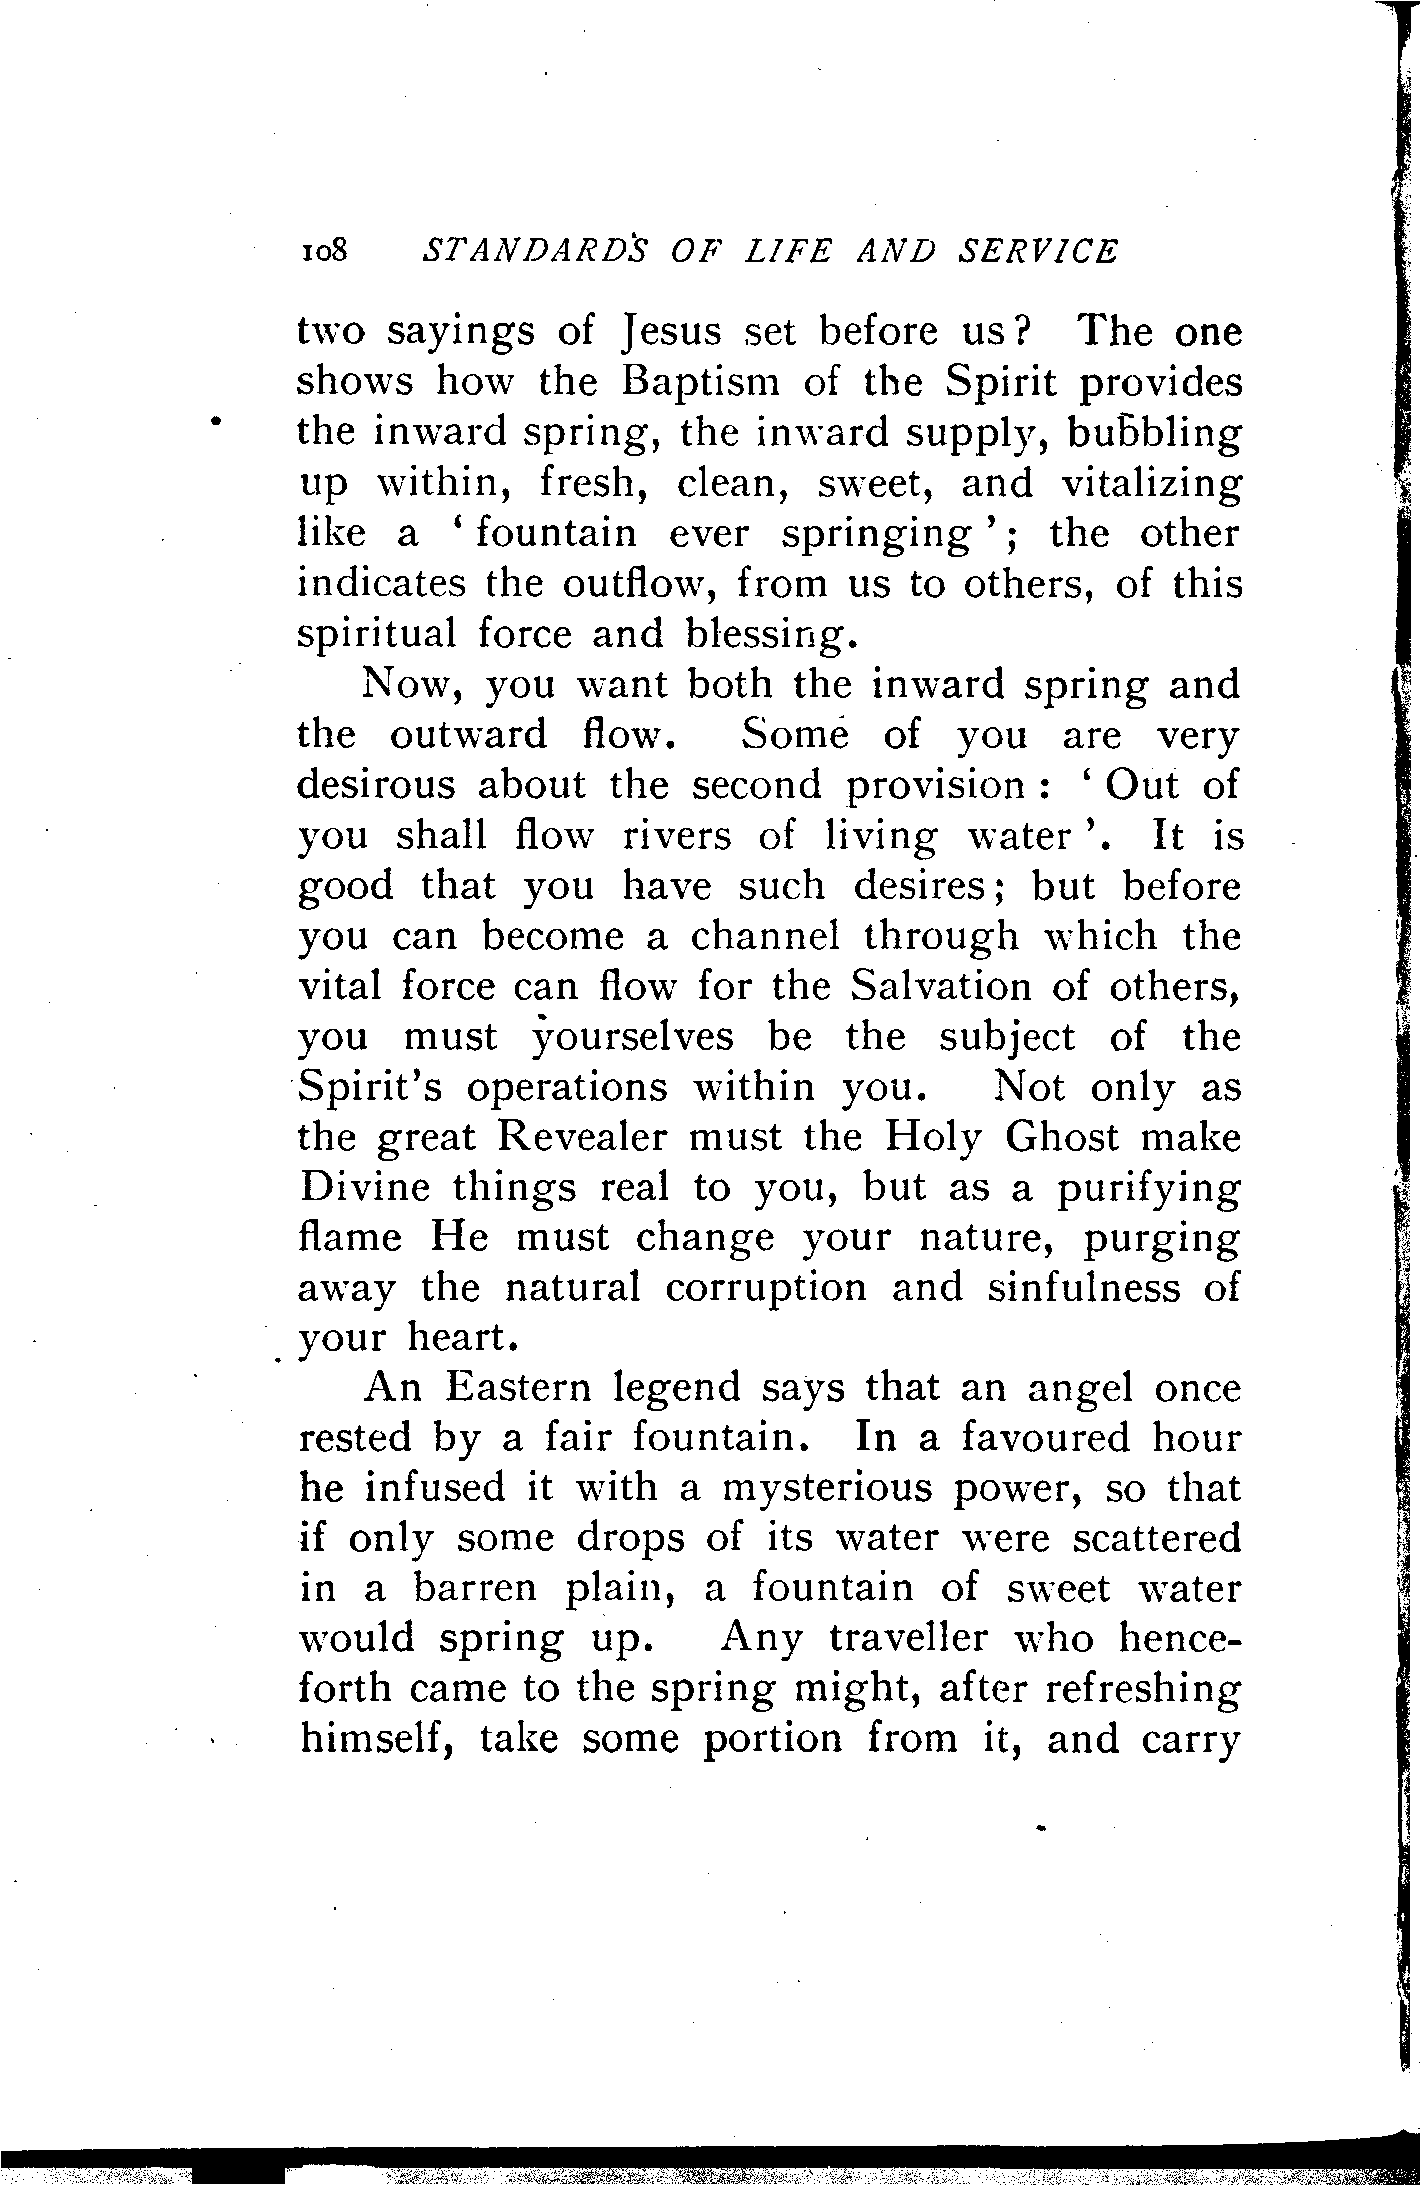 108 STANDARDS OF LIFE AND SERVICE
two sayings of Jesus set before us? The one
shows how the Baptism of the Spirit provides
the inward spring, the inward supply, bubbling
up within, fresh, clean, sweet, and vitalizing
like a ‘ fountain ever springing ’; the other
indicates the outflow, from us to others, of this
spiritual force and blessing.
Now, you want both the inward spring and
the outward flow. Some of you are very
desirous about the second provision : ‘ Out of
you shall flow rivers of living water ’. It is
good that you have such desires; but before
you can become a channel through which the
vital force can flow for the Salvation of others,
you must yourselves be the subject of the
Spirit's operations within you. Not only as
the great Revealer must the Holy Ghost make
Divine things real to you, but as a purifying
flame He must change your nature, purging
away the natural corruption and sinfulness of
your heart.
An Eastern legend says that an angel once
rested by a fair fountain. In a favoured hour
he infused it with a mysterious power, so that
if only some drops of its water were scattered
in a barren plain, a fountain of sweet water
would spring up. Any traveller who hence-
forth came to the spring might, after refreshing
himself, take some portion from it, and carry